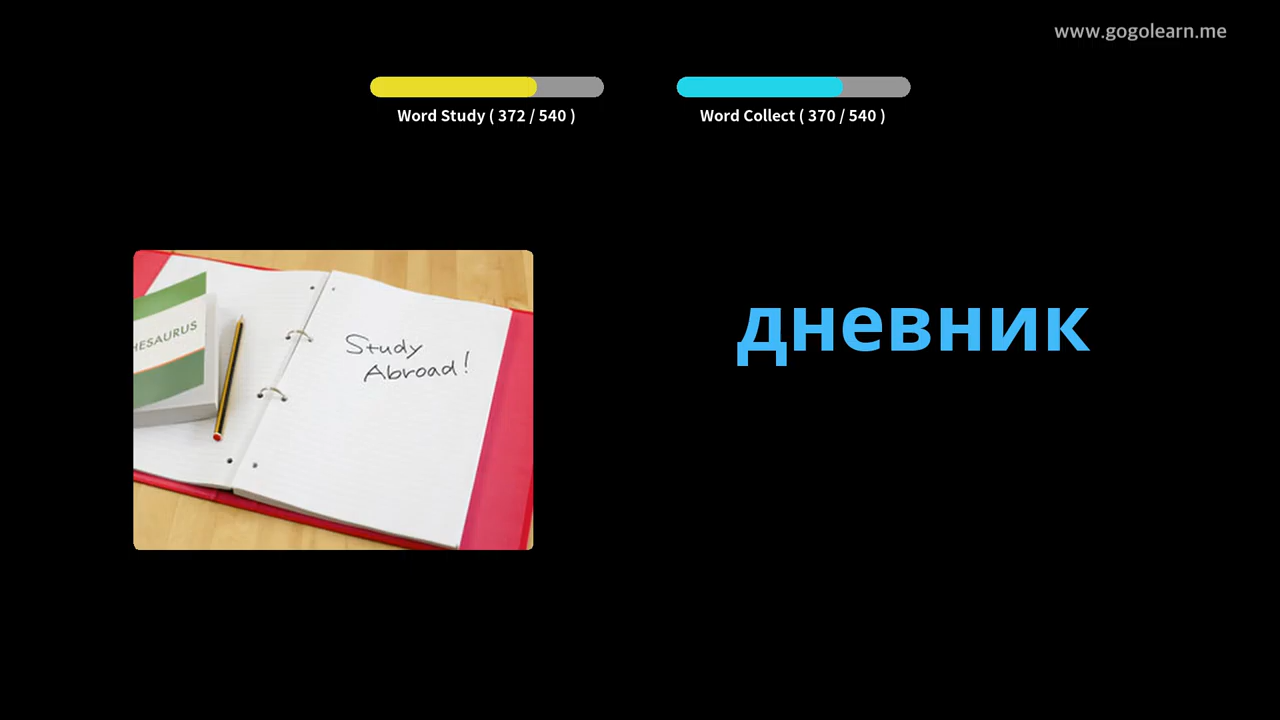 www.gogolearn.me
Word Study ( 372 / 540 )
Word Collect ( 370 / 540 )
HESAURUS
Study
Abroad!
дневник